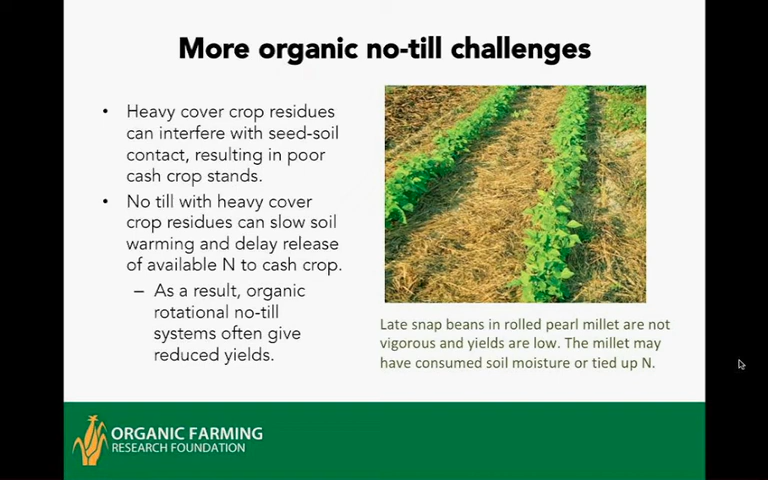 More organic no-till challenges
• Heavy cover crop residues
can interfere with seed-soil
contact, resulting in poor
cash crop stands.
• No till with heavy cover
crop residues can slow soil
warming and delay release
of available N to cash crop.
– As a result, organic
rotational no-till
systems often give
reduced yields.
Late snap beans in rolled pearl millet are not
vigorous and yields are low. The millet may
have consumed soil moisture or tied up N.
ORGANIC FARMING
RESEARCH FOUNDATION